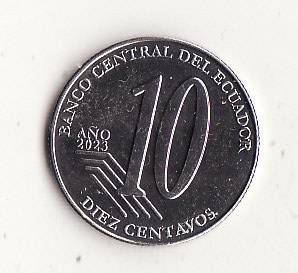 BANCO CENTRAL DEL ECUADOR
10
AÑO
2023
DIEZ CENTAVOS.